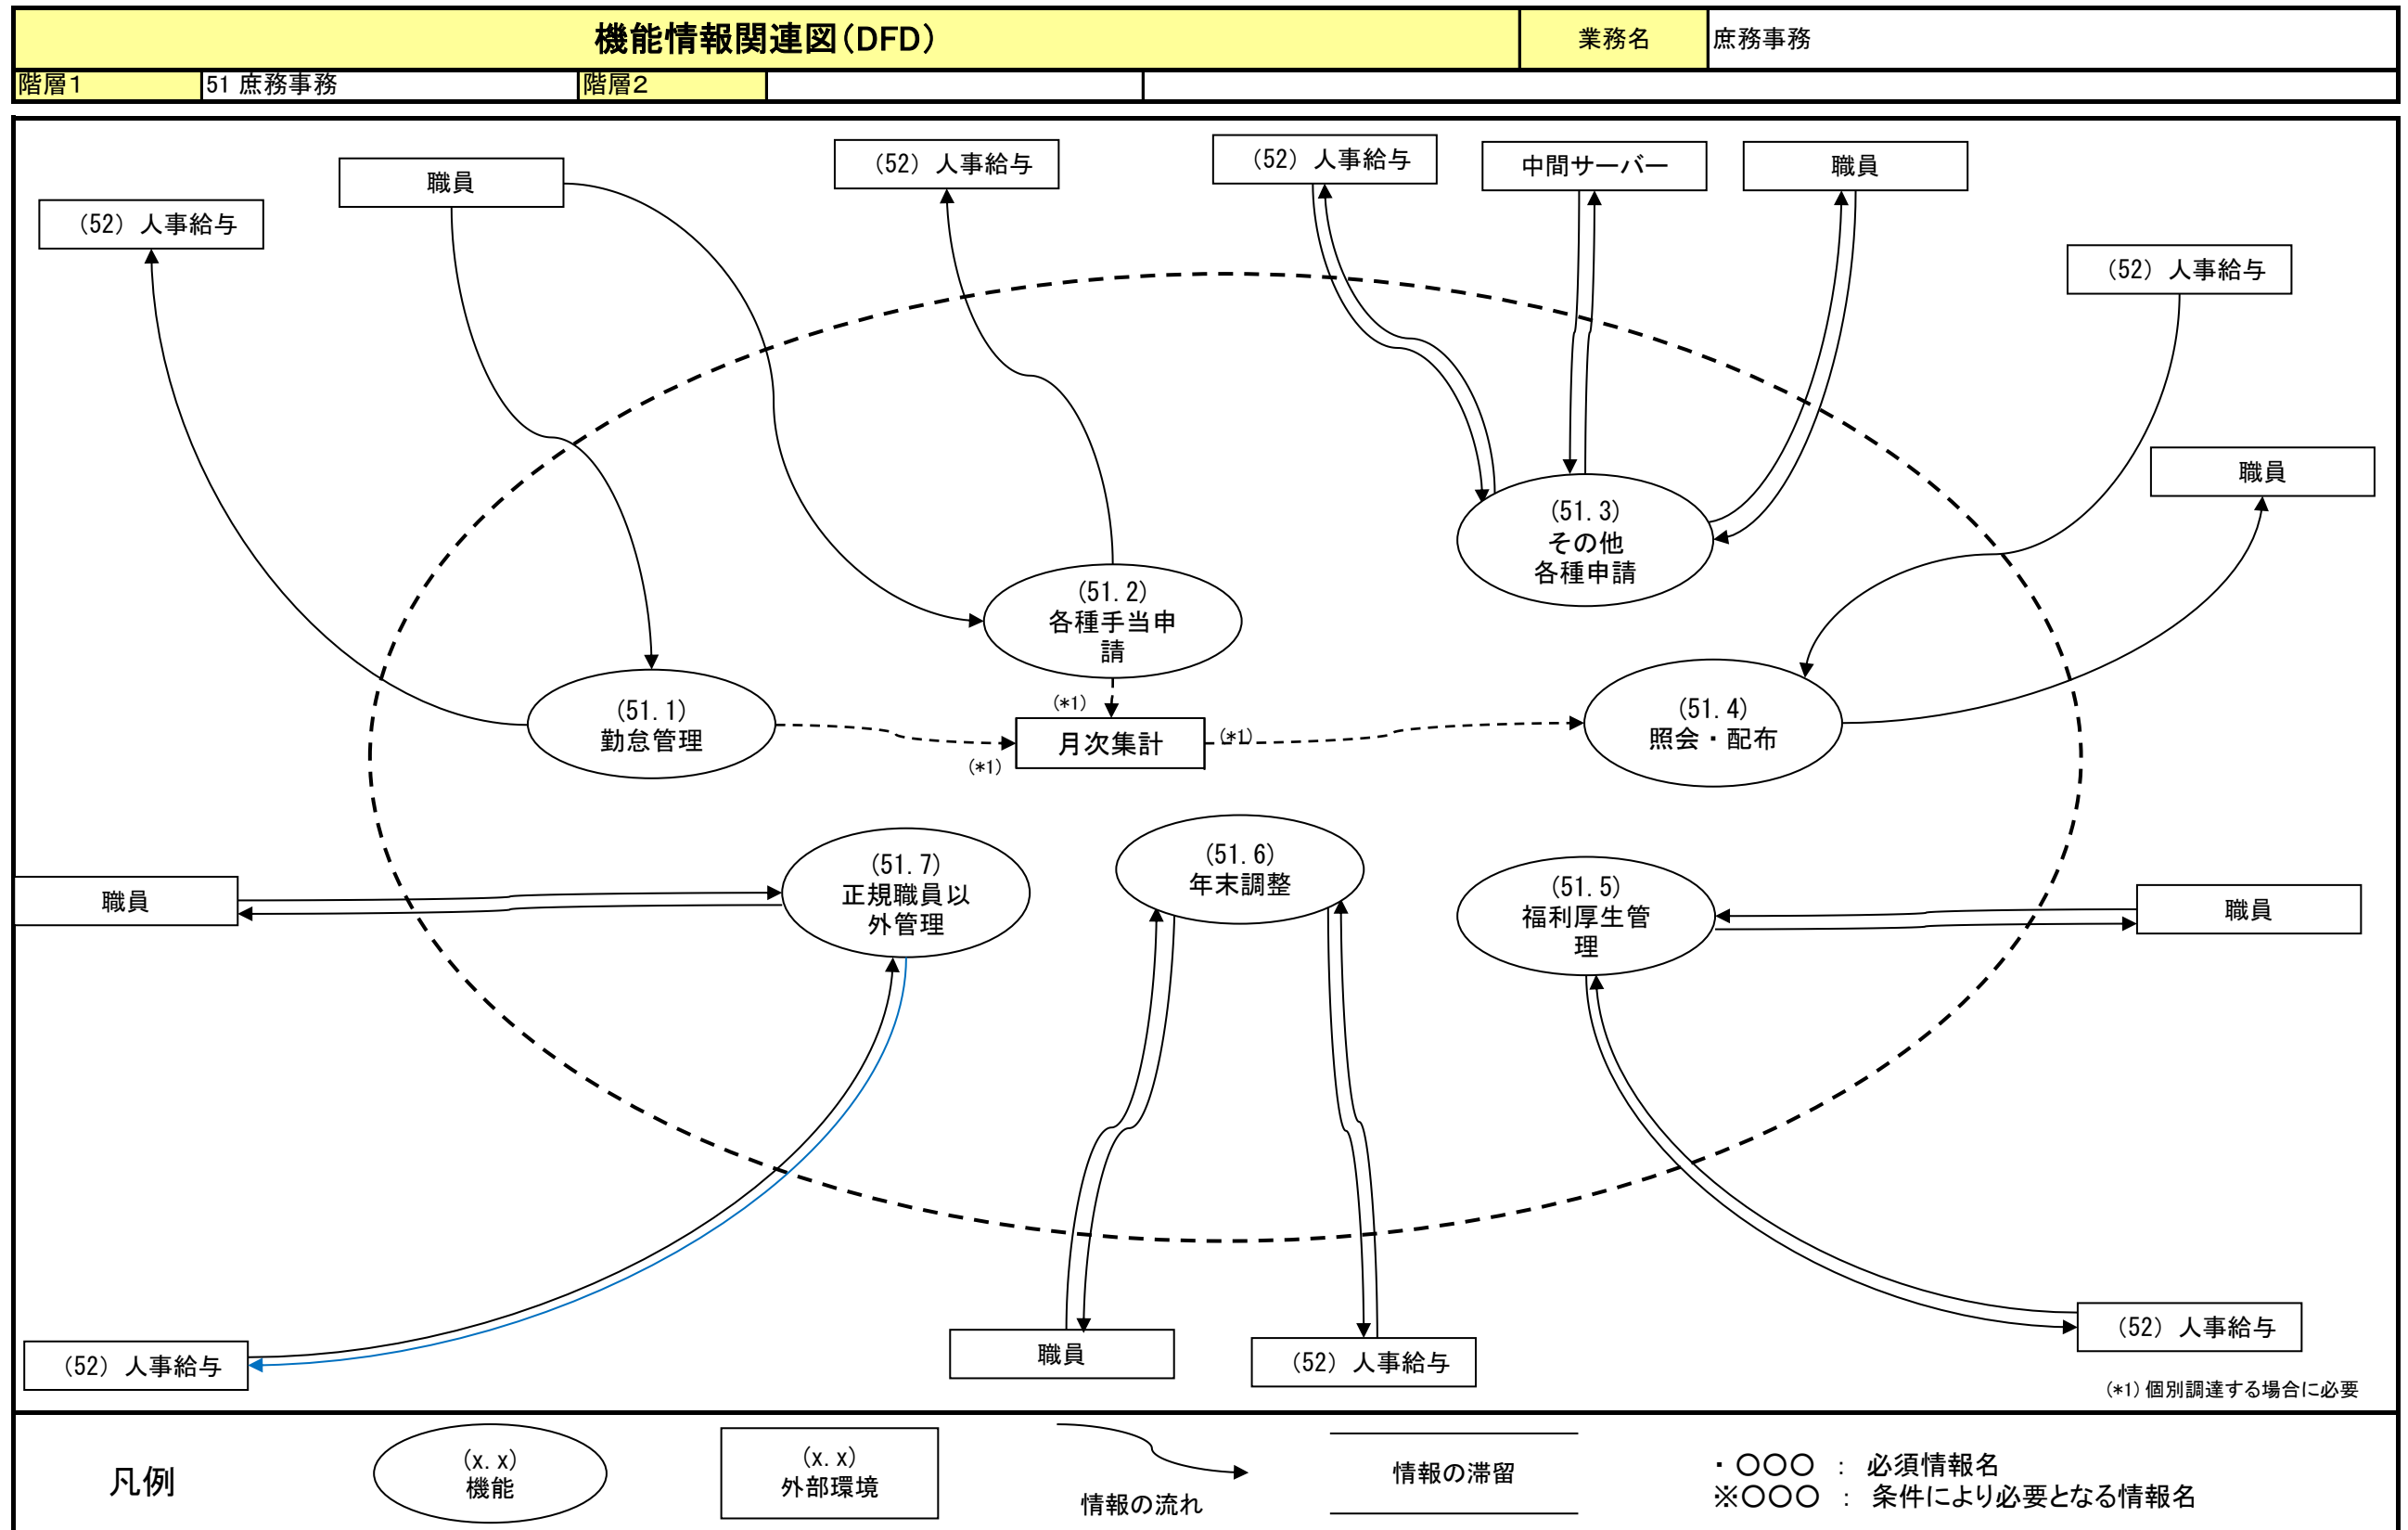 機能情報関連図(DFD)
業務名
庶務事務
階層1
51 庶務事務
階層2
(52) 人事給与
職員
(52) 人事給与
(52) 人事給与
中間サーバー
職員
(52) 人事給与
職員
(51.3)
その他
各種申請
(51.2)
各種手当申
請
(51.1)
勤怠管理
(*1)
(*1)
月次集計
(*1)
(51.4)
照会・配布
職員
(51.7)
正規職員以
外管理
(51.6)
年末調整
(51.5)
福利厚生管
理
職員
(52) 人事給与
職員
(52) 人事給与
(52) 人事給与
(*1)個別調達する場合に必要
凡例
(x.x)
機能
(x.x)
外部環境
情報の流れ
情報の滞留
・〇〇〇 : 必須情報名
※〇〇〇 : 条件により必要となる情報名